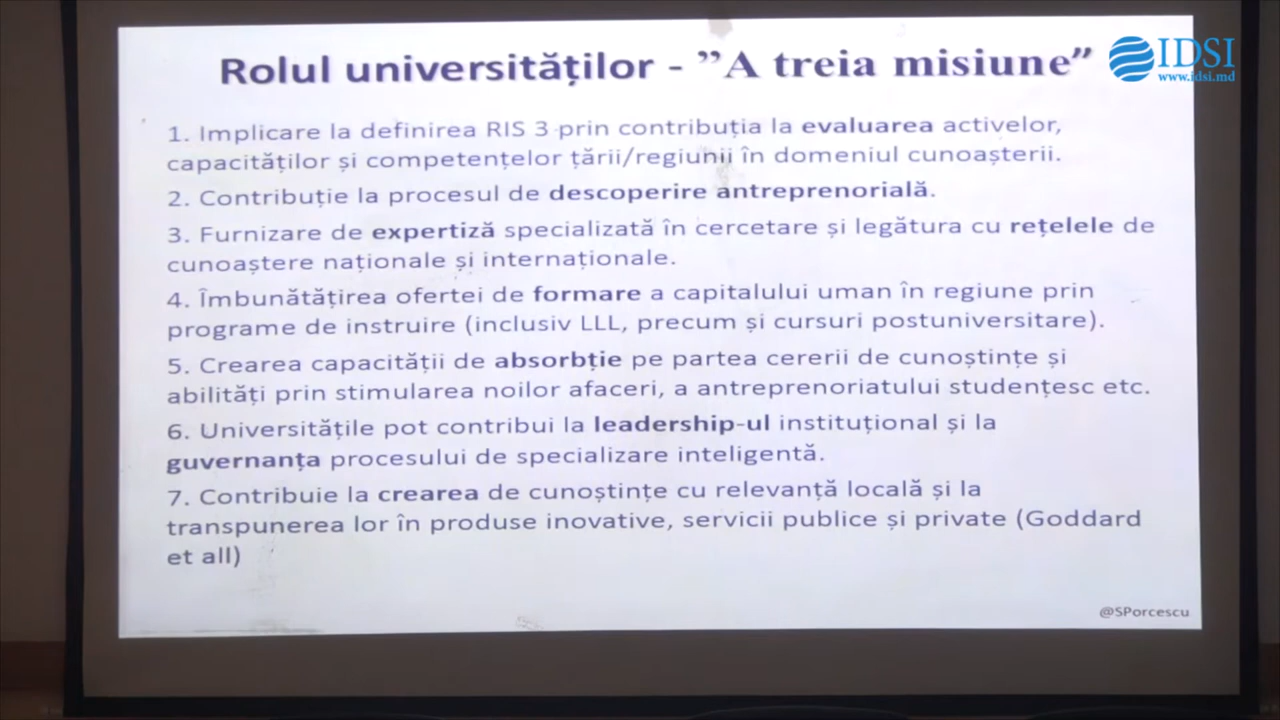 Rolul universităților - ”A treia misiune”
IDSI
www.idsi.md
1. Implicare la definirea RIS 3 prin contribuția la evaluarea activelor,
capacităților și competențelor țării/regiunii în domeniul cunoașterii.
2. Contribuție la procesul de descoperire antreprenorială.
3. Furnizare de expertiză specializată în cercetare și legătura cu rețelele de
cunoaștere naționale și internaționale.
4. Îmbunătățirea ofertei de formare a capitalului uman în regiune prin
programe de instruire (inclusiv LLL, precum și cursuri postuniversitare).
5. Crearea capacității de absorbție pe partea cererii de cunoștințe și
abilități prin stimularea noilor afaceri, a antreprenoriatului studențesc etc.
6. Universitățile pot contribui la leadership-ul instituțional și la
guvernanța procesului de specializare inteligentă.
7. Contribuie la crearea de cunoștințe cu relevanță locală și la
transpunerea lor în produse inovative, servicii publice și private (Goddard
et all)
@SPorcescu